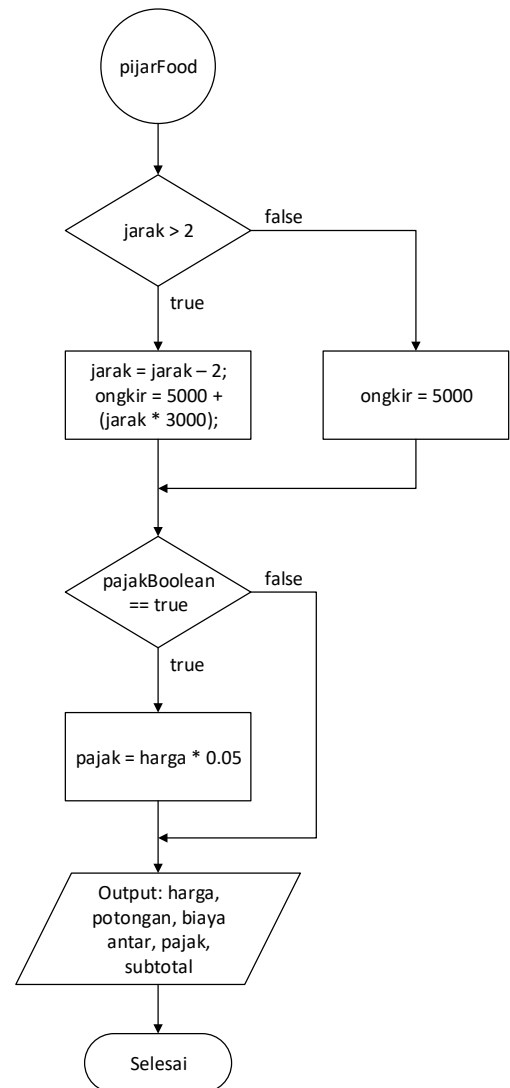 pijarFood
jarak > 2
false
true
jarak = jarak – 2;
ongkir = 5000 +
(jarak * 3000);
ongkir = 5000
pajakBoolean
== true
false
true
pajak = harga * 0.05
Output: harga,
potongan, biaya
antar, pajak,
subtotal
Selesai